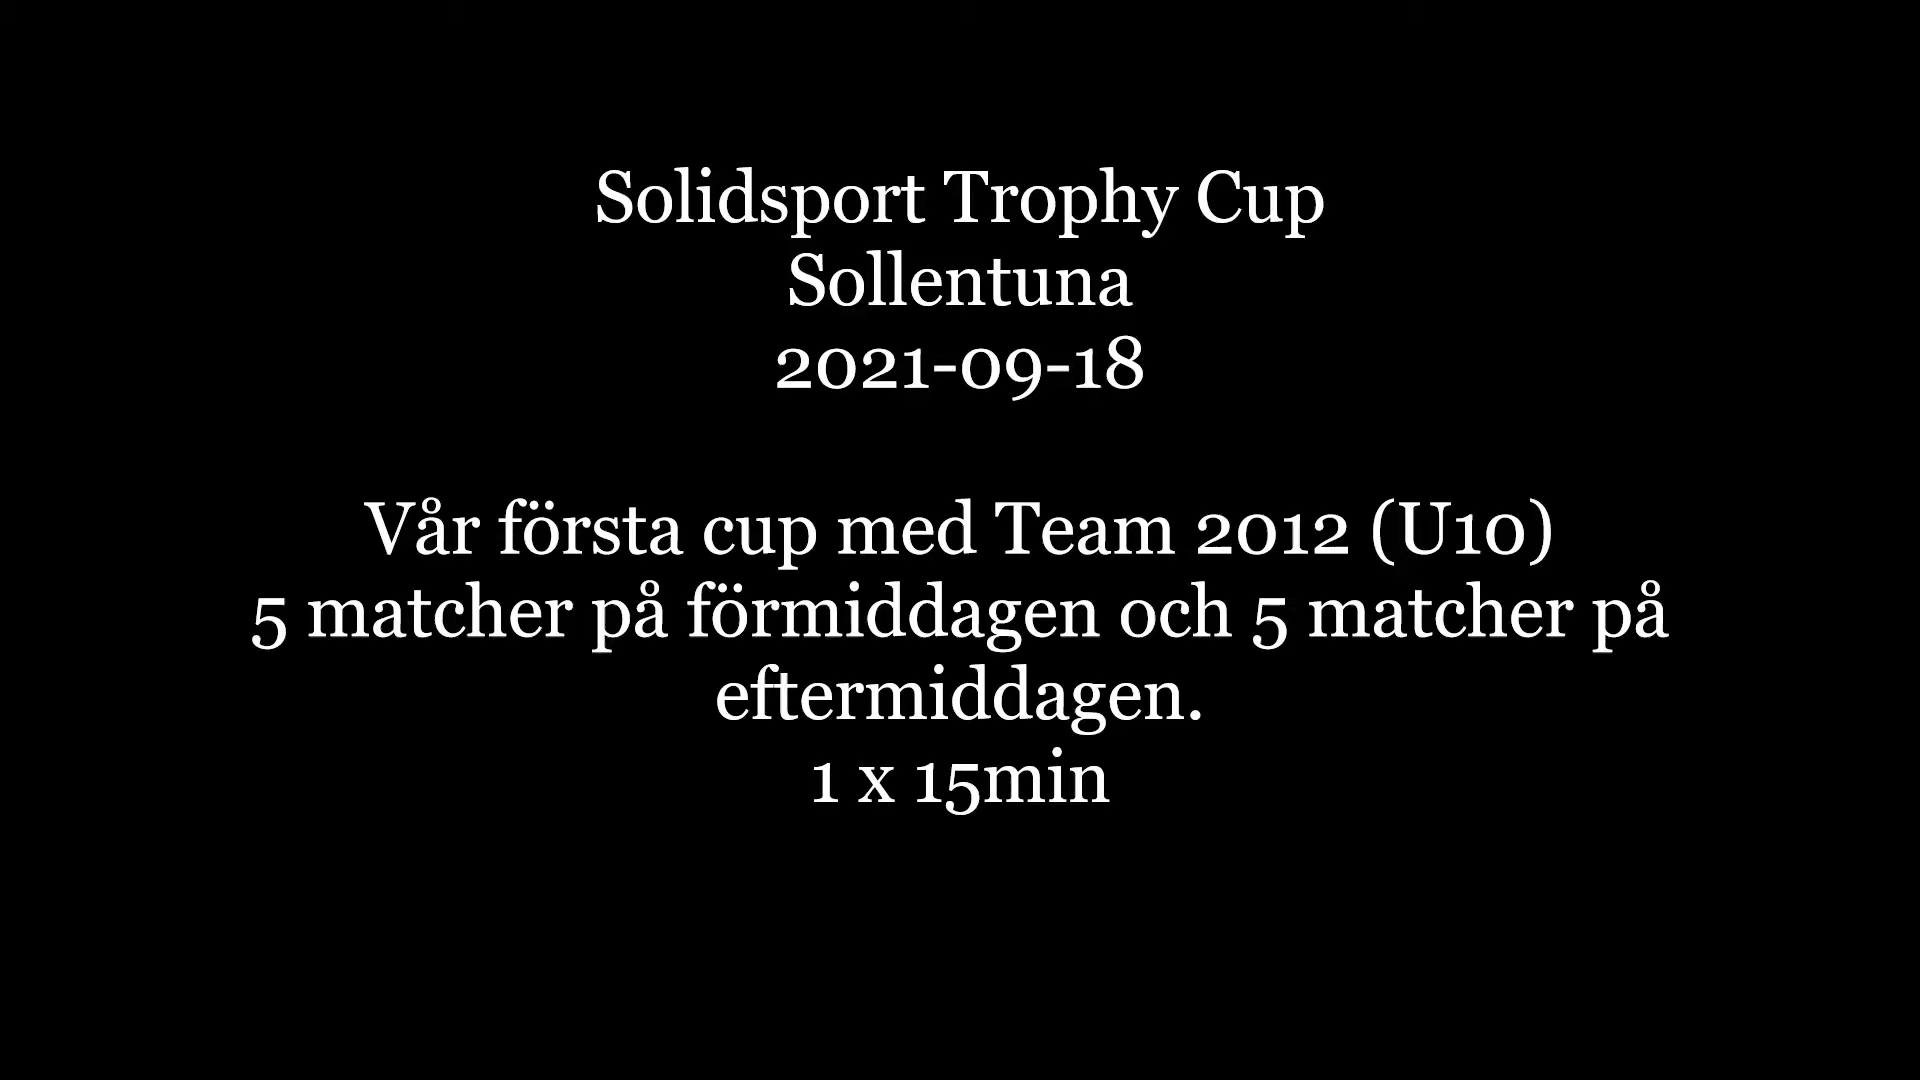 Solidsport Trophy Cup
Sollentuna
2021-09-18
Vår första cup med Team 2012 (U10)
5 matcher på förmiddagen och 5 matcher på
eftermiddagen.
1 x 15min